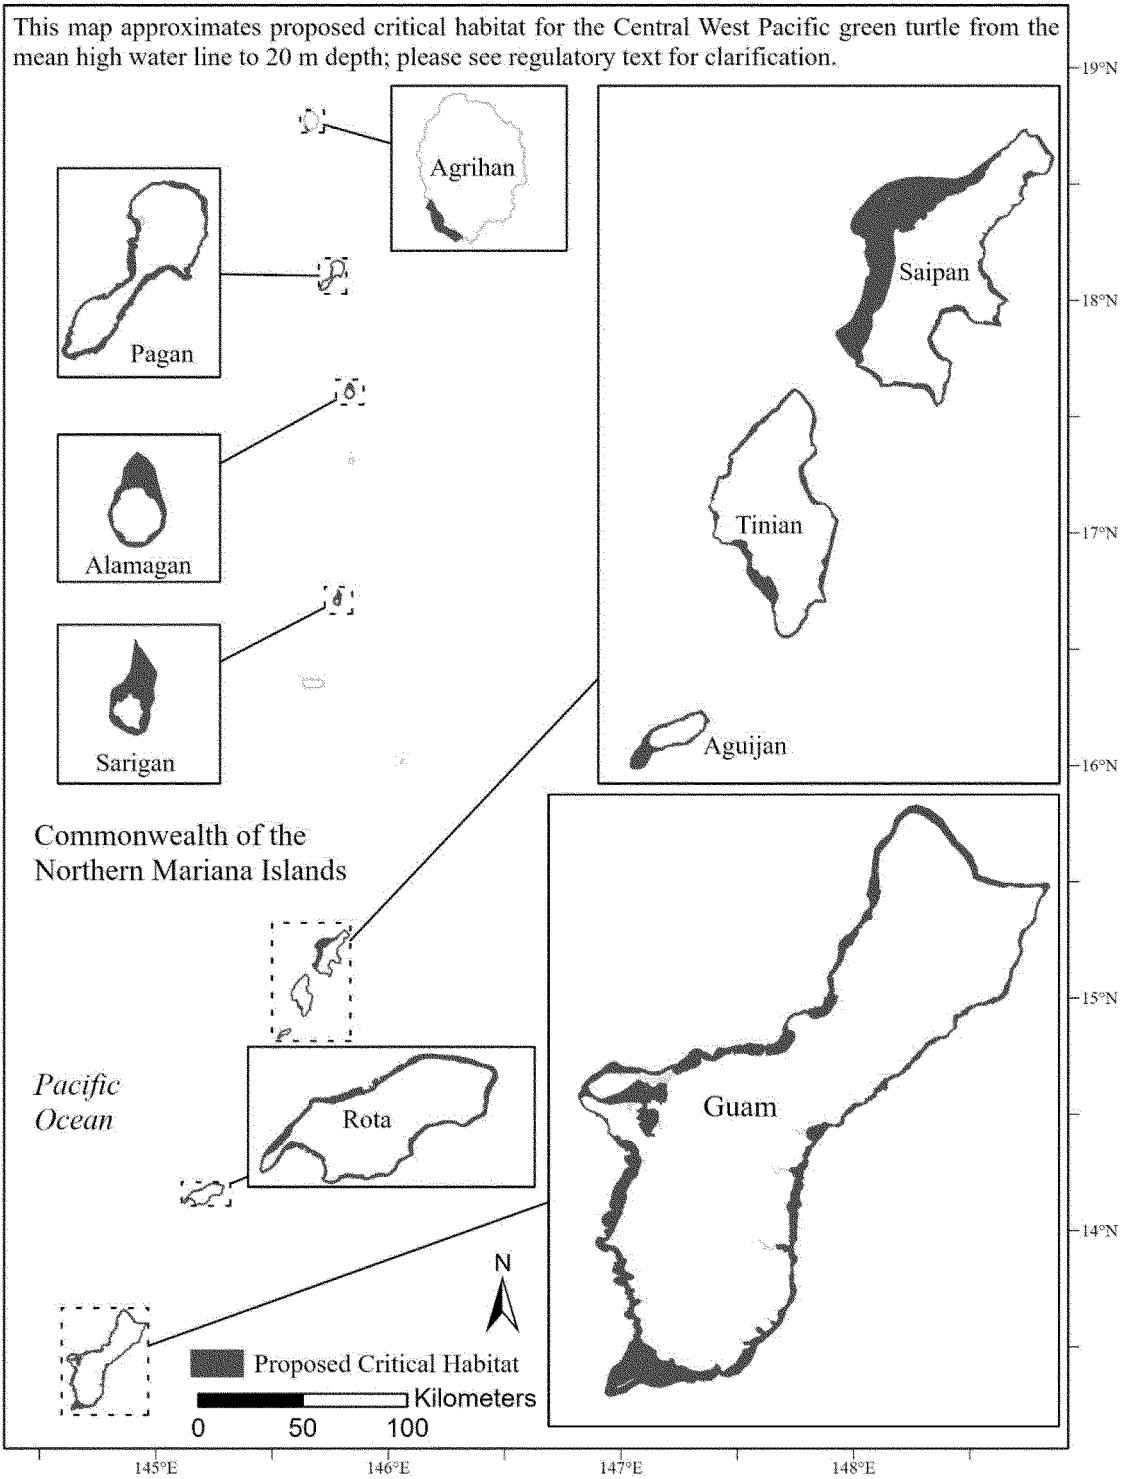 This map approximates proposed critical habitat for the Central West Pacific green turtle from the
mean high water line to 20 m depth; please see regulatory text for clarification.
19°N
Agrihan
Saipan
18°N
Pagan
Tinian
17°N
Alamagan
Aguijan
Sarigan
16°N
Commonwealth of the
Northern Mariana Islands
15°N
Pacific
Ocean
Rota
Guam
14°N
N
Proposed Critical Habitat
Kilometers
0 50 100
145°E 146°E 147°E 148°E